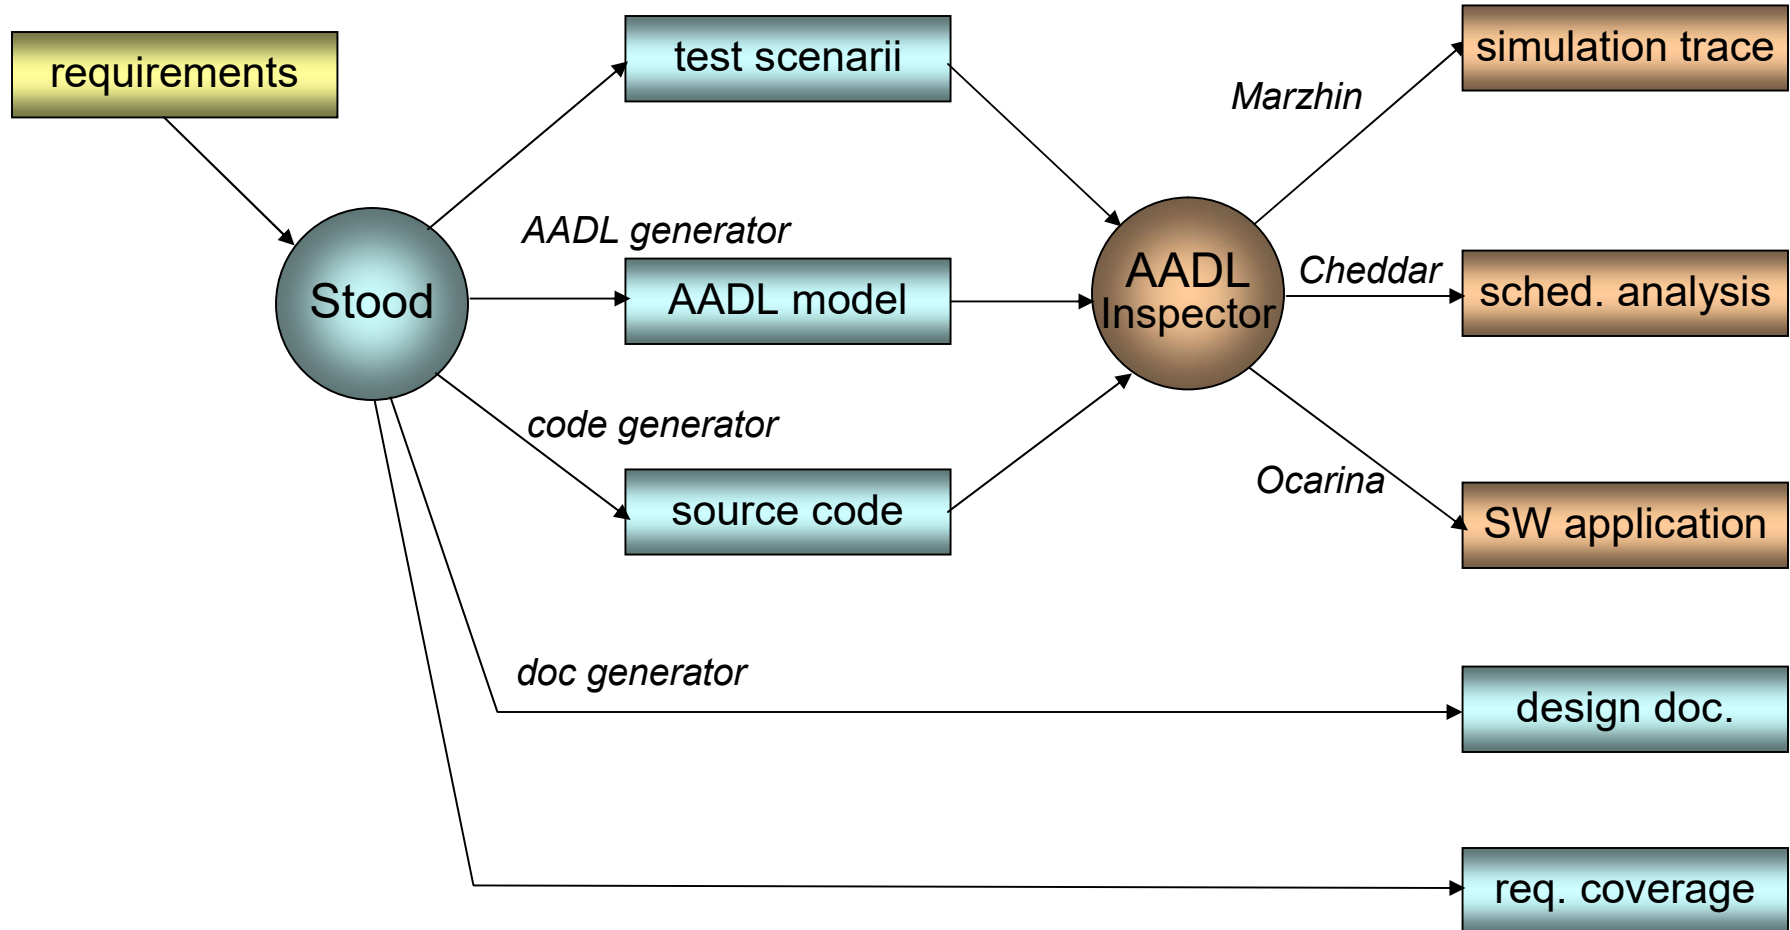 requirements
test scenarii
simulation trace
Marzhin
AADL generator
Stood
AADL model
AADL
Inspector
Cheddar
sched. analysis
code generator
source code
Ocarina
SW application
doc generator
design doc.
req. coverage